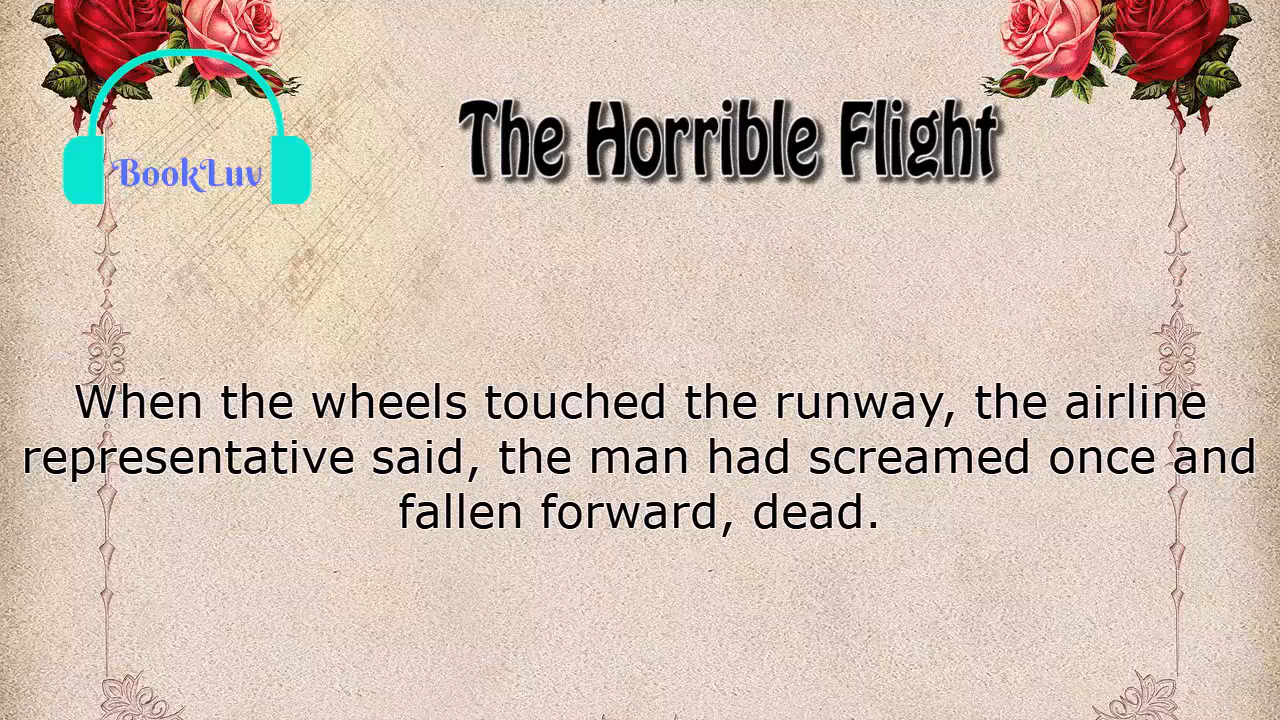 The Horrible Flight
BookLuv
When the wheels touched the runway, the airline
representative said, the man had screamed once and
fallen forward, dead.